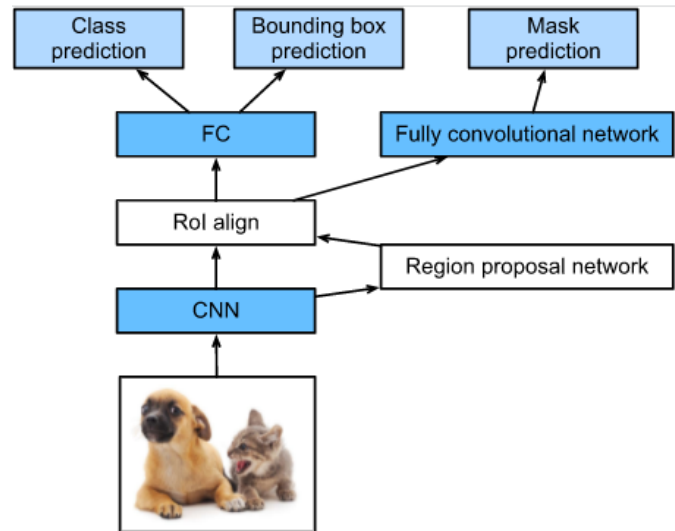 Class
prediction
Bounding box
prediction
Mask
prediction
FC
Fully convolutional network
RoI align
Region proposal network
CNN